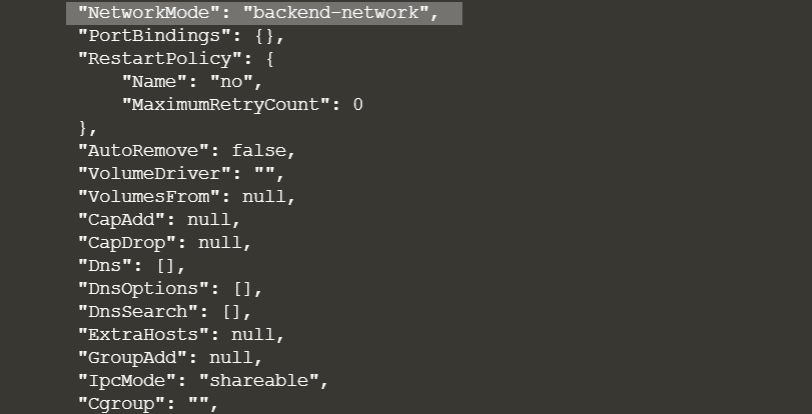 "NetworkMode": "backend-network",
"PortBindings": {},
"RestartPolicy": {
"Name": "no",
"MaximumRetryCount": 0
},
"AutoRemove": false,
"VolumeDriver": "",
"VolumesFrom": null,
"CapAdd": null,
"CapDrop": null,
"Dns": [],
"DnsOptions": [],
"DnsSearch": [],
"ExtraHosts": null,
"GroupAdd": null,
"IpcMode": "shareable",
"Cgroup": "",